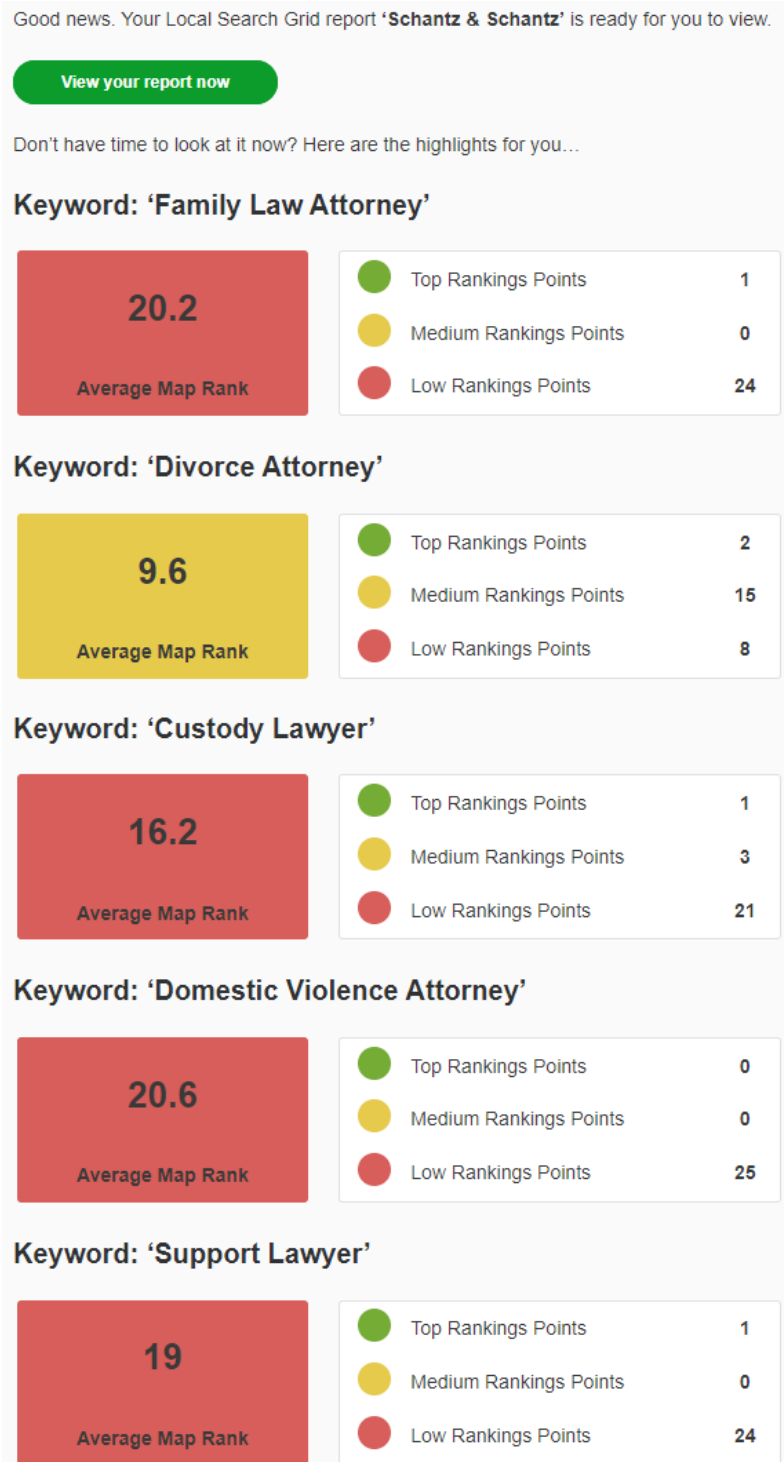 Good news. Your Local Search Grid report ‘Schantz & Schantz’ is ready for you to view.
View your report now
Don’t have time to look at it now? Here are the highlights for you…
Keyword: ‘Family Law Attorney’
20.2
Average Map Rank
Top Rankings Points 1
Medium Rankings Points 0
Low Rankings Points 24
Keyword: ‘Divorce Attorney’
9.6
Average Map Rank
Top Rankings Points 2
Medium Rankings Points 15
Low Rankings Points 8
Keyword: ‘Custody Lawyer’
16.2
Average Map Rank
Top Rankings Points 1
Medium Rankings Points 3
Low Rankings Points 21
Keyword: ‘Domestic Violence Attorney’
20.6
Average Map Rank
Top Rankings Points 0
Medium Rankings Points 0
Low Rankings Points 25
Keyword: ‘Support Lawyer’
19
Average Map Rank
Top Rankings Points 1
Medium Rankings Points 0
Low Rankings Points 24